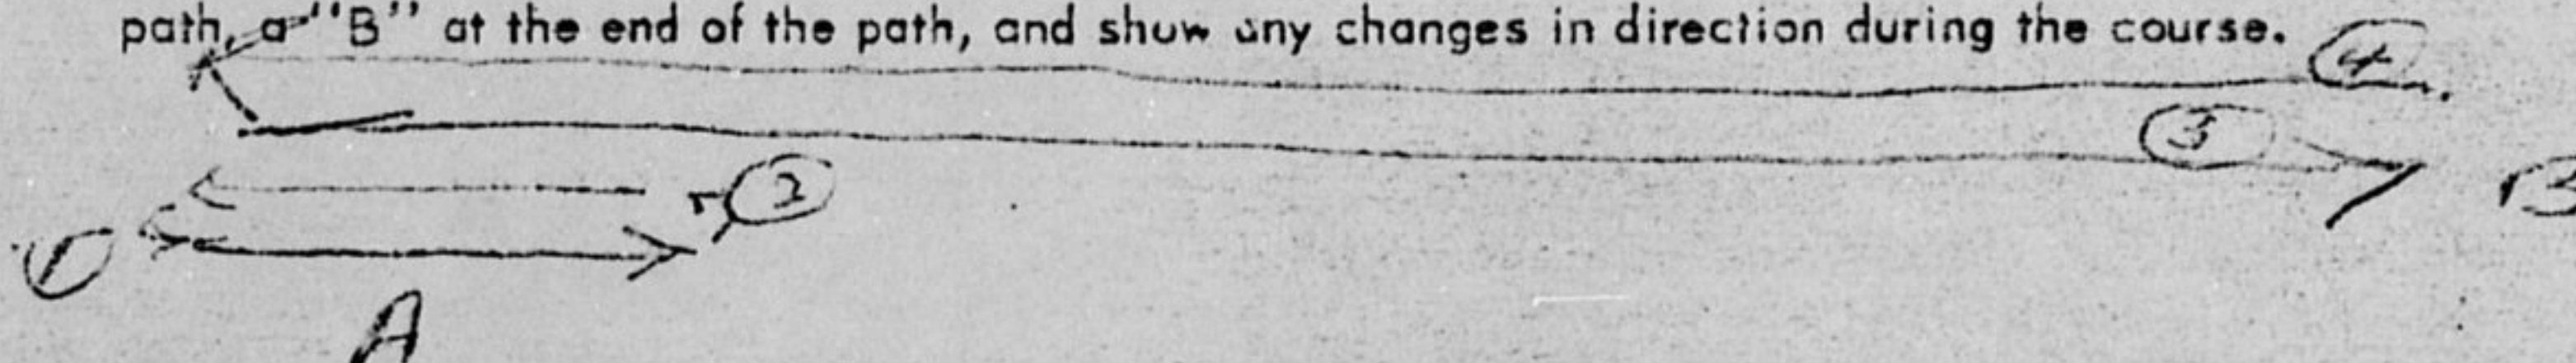 path, a "B" at the end of the path, and show any changes in direction during the course.
4
3
2
1
B
A